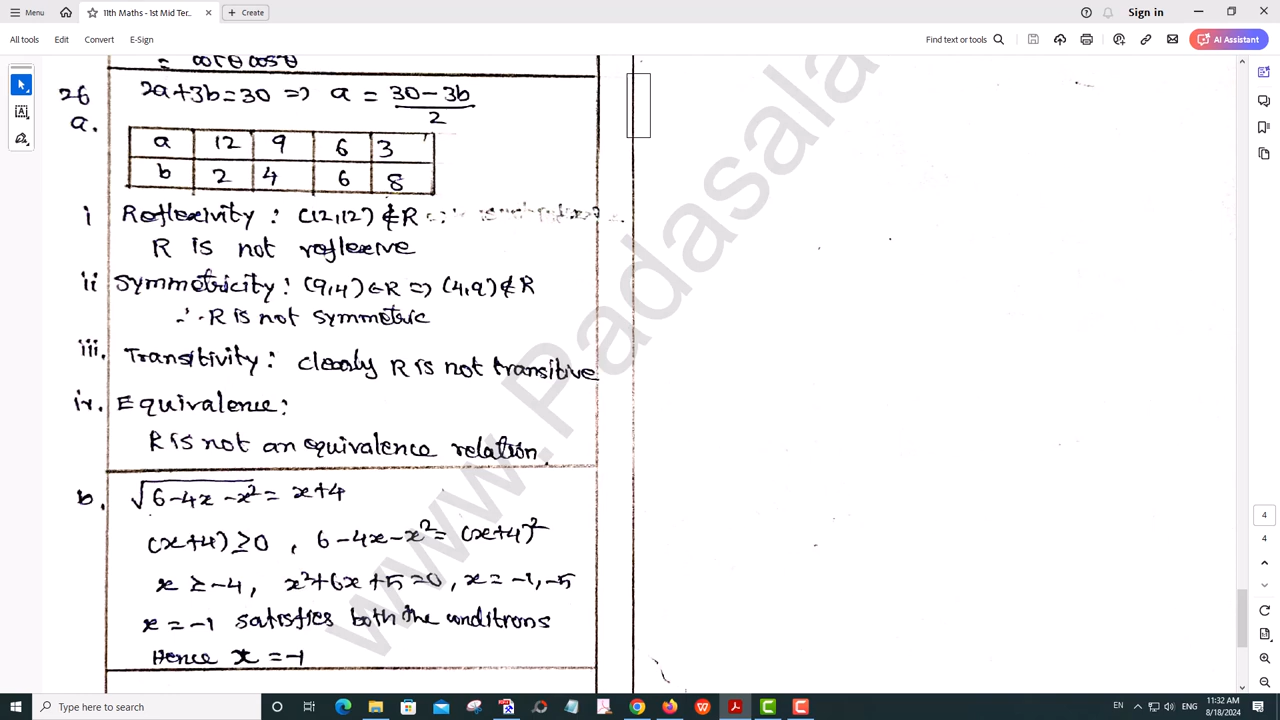 Menu
11th Maths - 1st Mid Ter...
Create
Sign in
All tools Edit Convert E-Sign
Find text or tools
AI Assistant
= cotθ cosθ
26 2a+3b=30 => a = (30-3b)/2
a.
a 12 9 6 3
b 2 4 6 8
i Reflexivity : (12,12) ∉ R
R is not reflexive
ii Symmetricity : (9,4) ∈ R => (4,9) ∉ R
∴ R is not symmetric
iii. Transitivity : clearly R is not transitive
iv. Equivalence :
R is not an equivalence relation.
b. √(6-4x-x²) = x+4
(x+4) ≥ 0 , 6-4x-x² = (x+4)²
x ≥ -4, x²+6x+5=0, x = -1, -5
x = -1 satisfies both the conditions
Hence x = -1
www.Padasala
4
4
Type here to search
EN
ENG
11:32 AM
8/18/2024